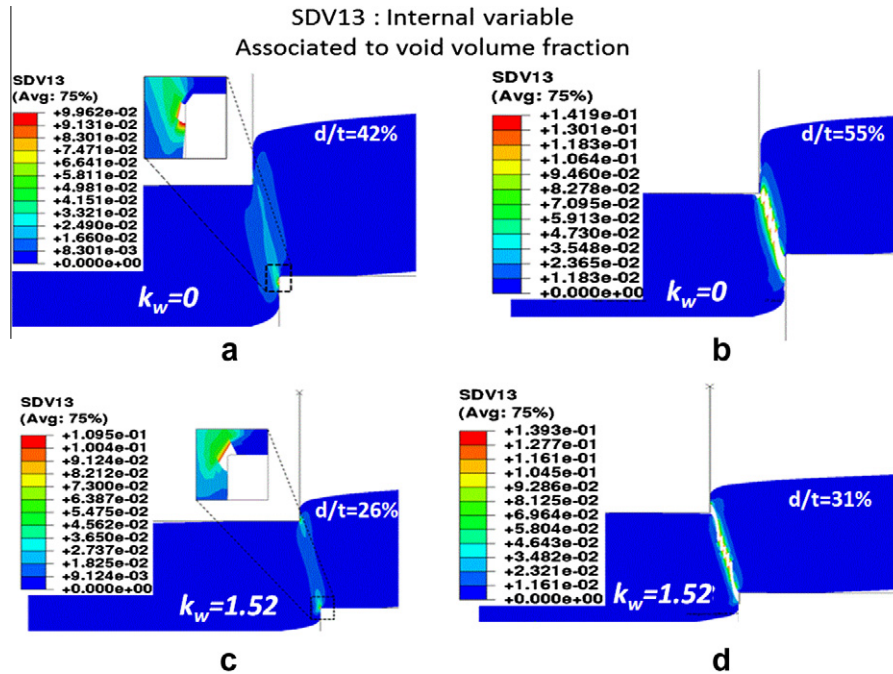 SDV13 : Internal variable
Associated to void volume fraction
SDV13
(Avg: 75%)
+9.962e-02
+9.131e-02
+8.301e-02
+7.471e-02
+6.641e-02
+5.811e-02
+4.981e-02
+4.151e-02
+3.321e-02
+2.490e-02
+1.660e-02
+8.301e-03
+0.000e+00
d/t=42%
k_w=0
a
SDV13
(Avg: 75%)
+1.419e-01
+1.301e-01
+1.183e-01
+1.064e-01
+9.460e-02
+8.278e-02
+7.095e-02
+5.913e-02
+4.730e-02
+3.548e-02
+2.365e-02
+1.183e-02
+0.000e+00
d/t=55%
k_w=0
b
SDV13
(Avg: 75%)
+1.095e-01
+1.004e-01
+9.124e-02
+8.212e-02
+7.300e-02
+6.387e-02
+5.475e-02
+4.562e-02
+3.650e-02
+2.737e-02
+1.825e-02
+9.124e-03
+0.000e+00
d/t=26%
k_w=1.52
c
SDV13
(Avg: 75%)
+1.393e-01
+1.277e-01
+1.161e-01
+1.045e-01
+9.286e-02
+8.125e-02
+6.964e-02
+5.804e-02
+4.643e-02
+3.482e-02
+2.321e-02
+1.161e-02
+0.000e+00
d/t=31%
k_w=1.52
d